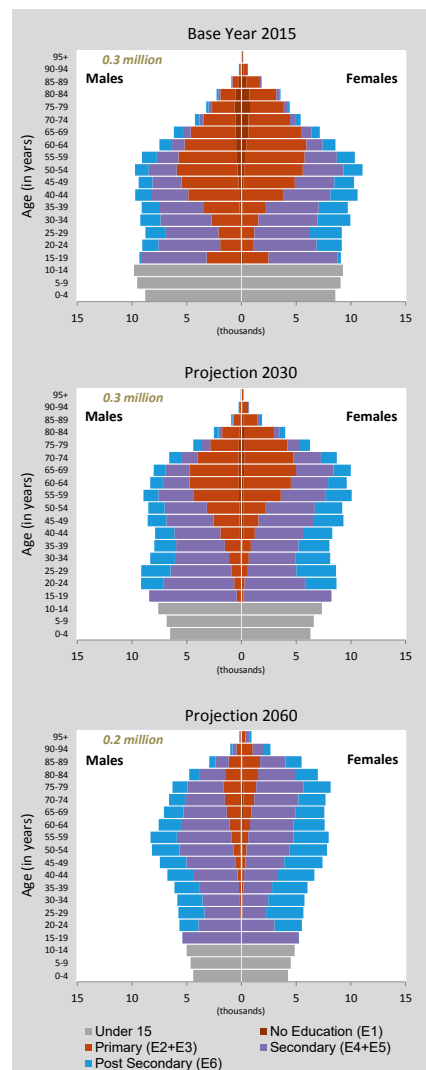 Base Year 2015
0.3 million
Males
Females
Age (in years)
95+
90-94
85-89
80-84
75-79
70-74
65-69
60-64
55-59
50-54
45-49
40-44
35-39
30-34
25-29
20-24
15-19
10-14
5-9
0-4
15 10 5 0 5 10 15
(thousands)
Projection 2030
0.3 million
Males
Females
Age (in years)
95+
90-94
85-89
80-84
75-79
70-74
65-69
60-64
55-59
50-54
45-49
40-44
35-39
30-34
25-29
20-24
15-19
10-14
5-9
0-4
15 10 5 0 5 10 15
(thousands)
Projection 2060
0.2 million
Males
Females
Age (in years)
95+
90-94
85-89
80-84
75-79
70-74
65-69
60-64
55-59
50-54
45-49
40-44
35-39
30-34
25-29
20-24
15-19
10-14
5-9
0-4
15 10 5 0 5 10 15
(thousands)
Under 15
No Education (E1)
Primary (E2+E3)
Secondary (E4+E5)
Post Secondary (E6)